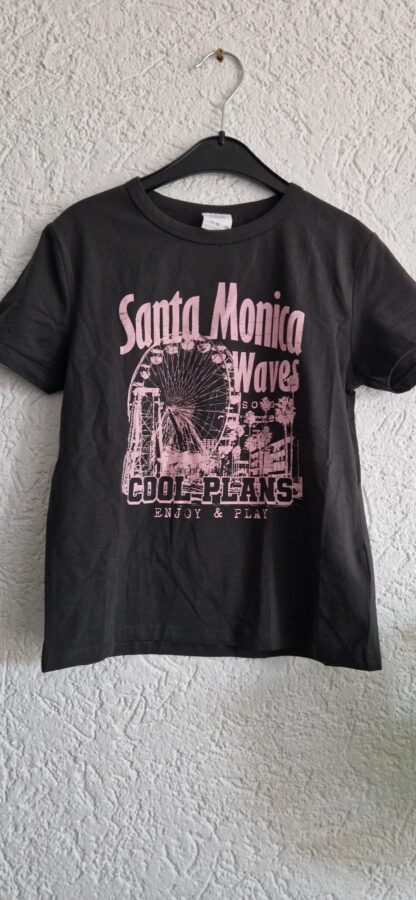 Santa Monica
Waves
COOL PLANS
ENJOY & PLAY